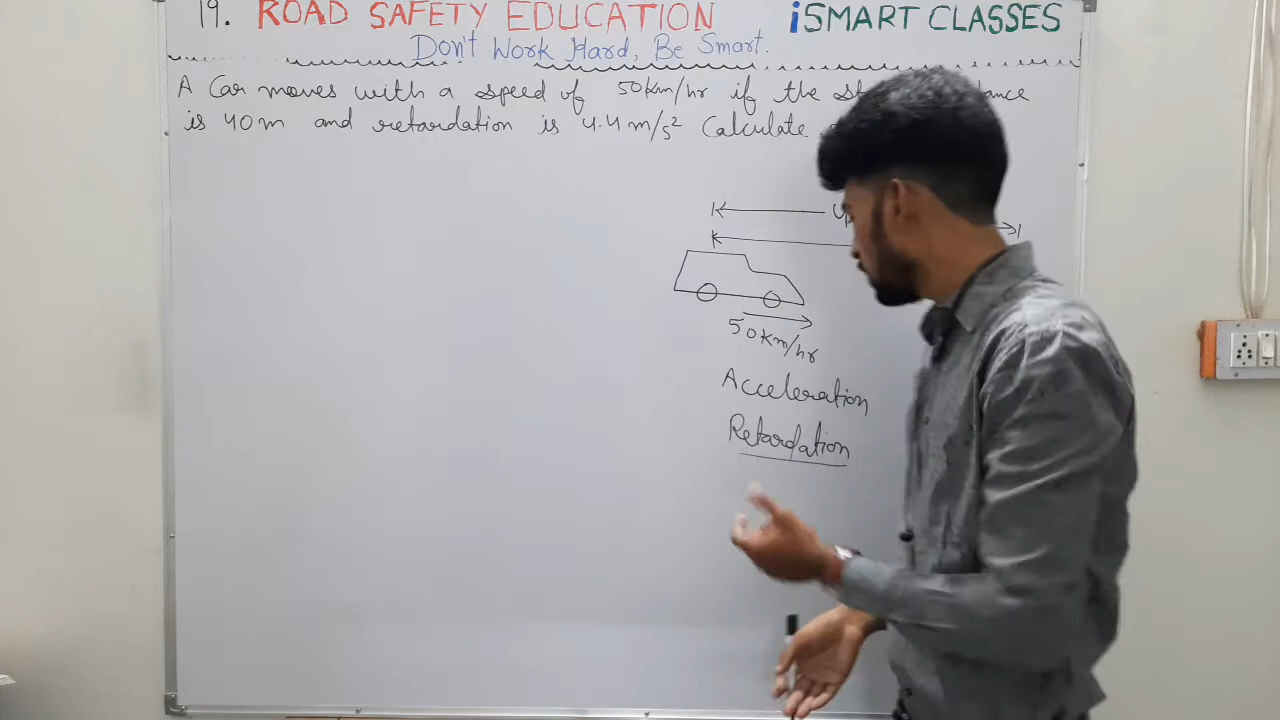 19. ROAD SAFETY EDUCATION iSMART CLASSES
Don't Work Hard, Be Smart.
A Car moves with a speed of 50km/hr if the
is 40m and retardation is 4.4m/s² Calculate
50km/hr
Acceleration
Retardation